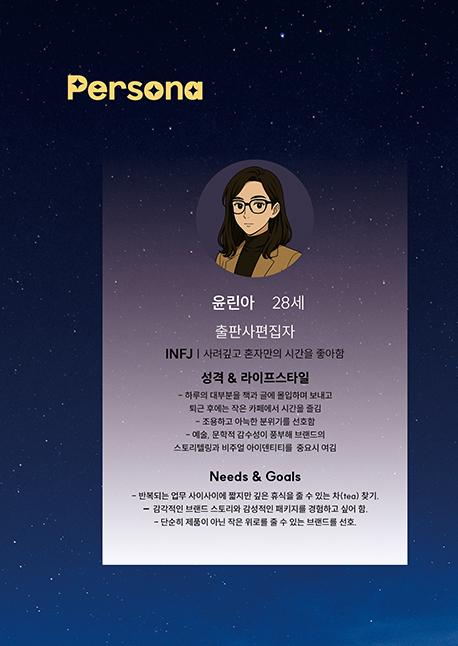 Persona
윤린아 28세
출판사편집자
INFJ | 사려깊고 혼자만의 시간을 좋아함
성격 & 라이프스타일
- 하루의 대부분을 책과 글에 몰입하며 보내고
퇴근 후에는 작은 카페에서 시간을 즐김
- 조용하고 아늑한 분위기를 선호함
- 예술, 문학적 감수성이 풍부해 브랜드의
스토리텔링과 비주얼 아이덴티티를 중요시 여김
Needs & Goals
- 반복되는 업무 사이사이에 짧지만 깊은 휴식을 줄 수 있는 차(tea) 찾기.
- 감각적인 브랜드 스토리와 감성적인 패키지를 경험하고 싶어 함.
- 단순히 제품이 아닌 작은 위로를 줄 수 있는 브랜드를 선호.